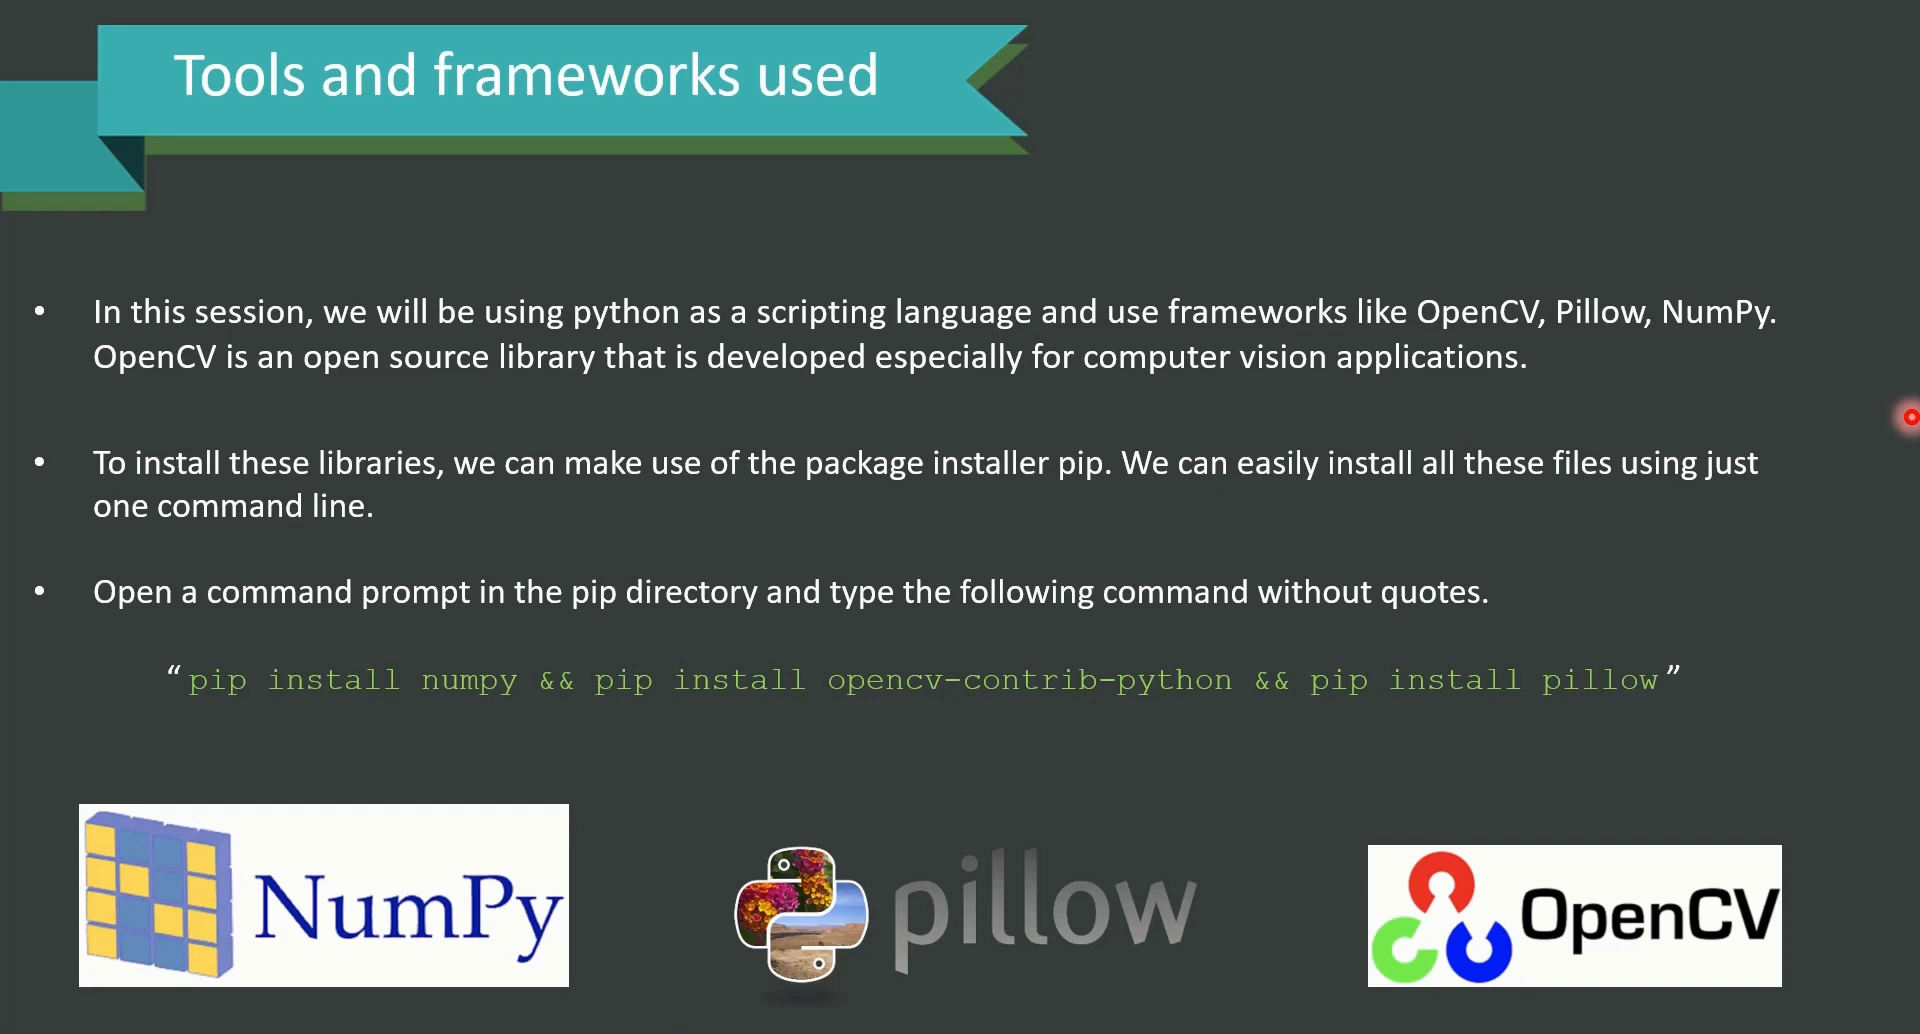 Tools and frameworks used
• In this session, we will be using python as a scripting language and use frameworks like OpenCV, Pillow, NumPy.
OpenCV is an open source library that is developed especially for computer vision applications.
• To install these libraries, we can make use of the package installer pip. We can easily install all these files using just
one command line.
• Open a command prompt in the pip directory and type the following command without quotes.
“pip install numpy && pip install opencv-contrib-python && pip install pillow”
NumPy
pillow
OpenCV